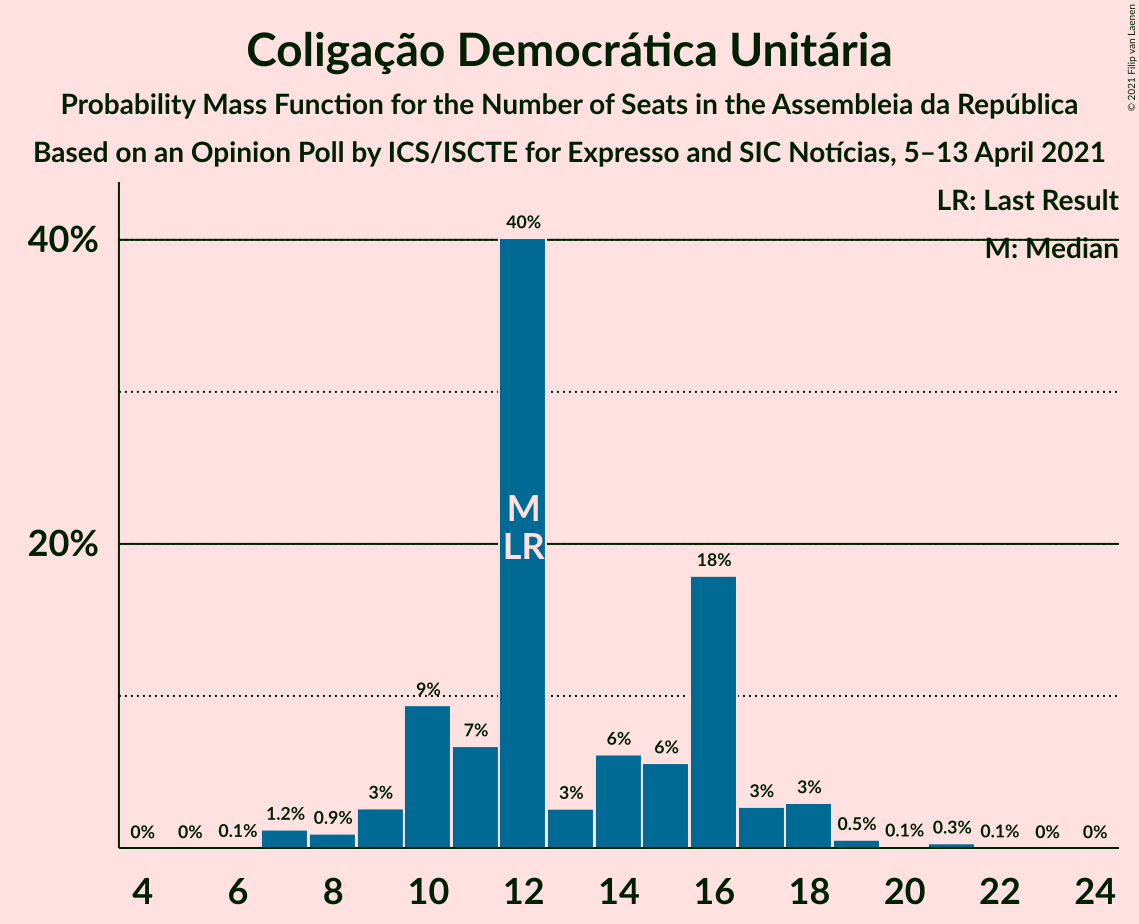 Coligação Democrática Unitária
Probability Mass Function for the Number of Seats in the Assembleia da República
Based on an Opinion Poll by ICS/ISCTE for Expresso and SIC Notícias, 5–13 April 2021
© 2021 Filip van Laenen
LR: Last Result
M: Median
40%
20%
0% 0% 0.1% 1.2% 0.9% 3% 9% 7% 40% 3% 6% 6% 18% 3% 3% 0.5% 0.1% 0.3% 0.1% 0% 0%
M
LR
4 6 8 10 12 14 16 18 20 22 24